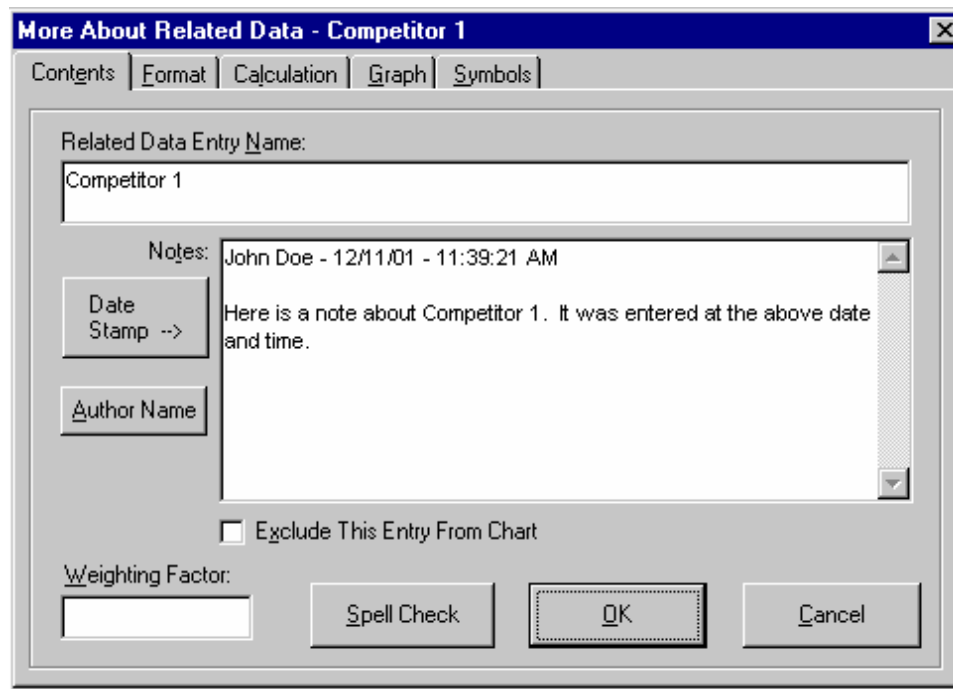 More About Related Data - Competitor 1
Contents Format Calculation Graph Symbols
Related Data Entry Name:
Competitor 1
Notes:
John Doe - 12/11/01 - 11:39:21 AM
Here is a note about Competitor 1.  It was entered at the above date
and time.
Date
Stamp -->
Author Name
Exclude This Entry From Chart
Weighting Factor:
Spell Check OK Cancel